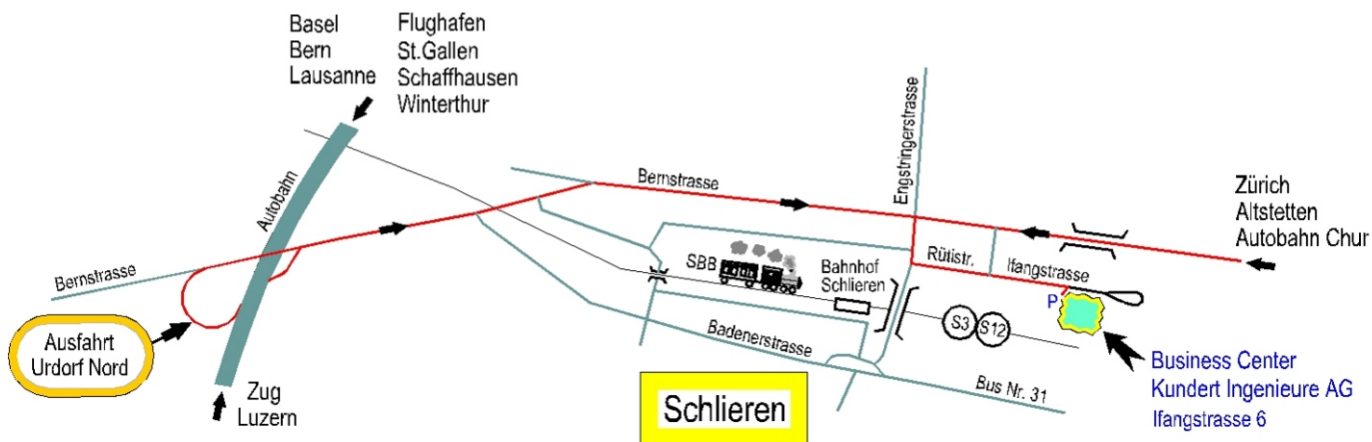 Basel
Bern
Lausanne
Flughafen
St.Gallen
Schaffhausen
Winterthur
Autobahn
Bernstrasse
Ausfahrt
Urdorf Nord
Zug
Luzern
Bernstrasse
Engstringerstrasse
Zürich
Altstetten
Autobahn Chur
SBB
Bahnhof
Schlieren
Rütistr.
Ifangstrasse
P
S3
S12
Badenerstrasse
Bus Nr. 31
Business Center
Kundert Ingenieure AG
Ifangstrasse 6
Schlieren